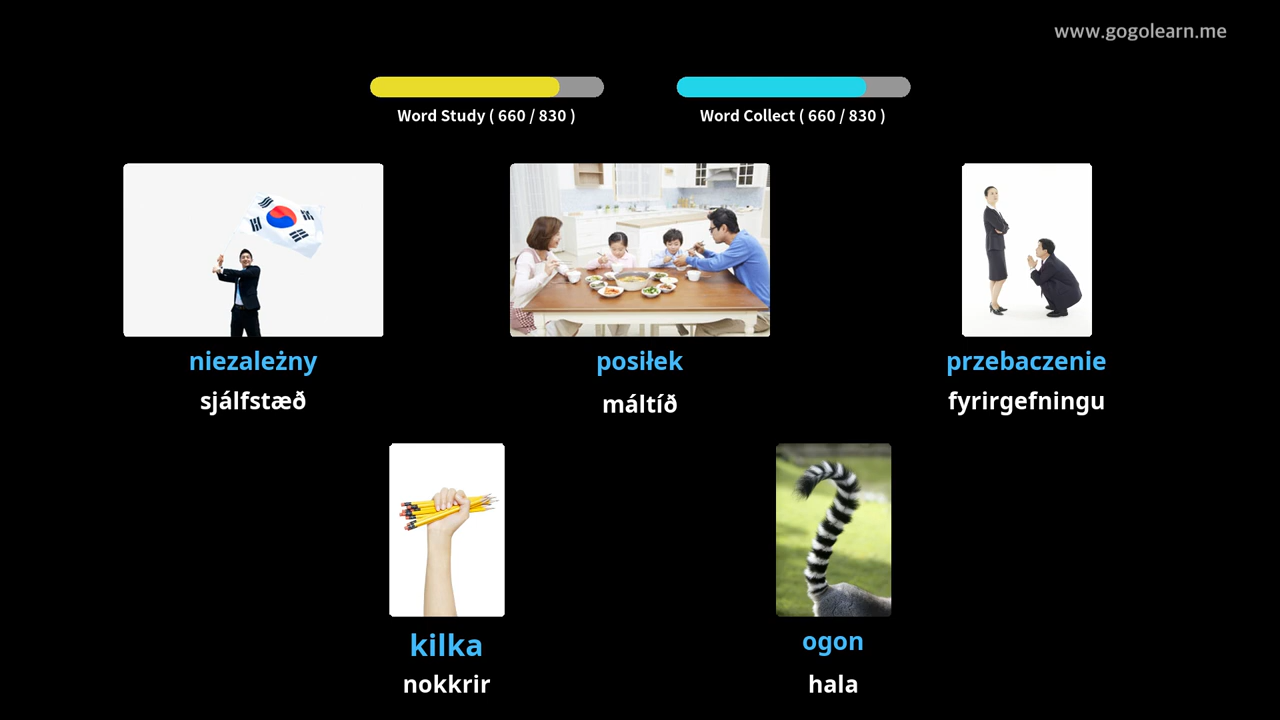 www.gogolearn.me
Word Study ( 660 / 830 )
Word Collect ( 660 / 830 )
niezależny
sjálfstæð
posiłek
máltíð
przebaczenie
fyrirgefningu
kilka
nokkrir
ogon
hala